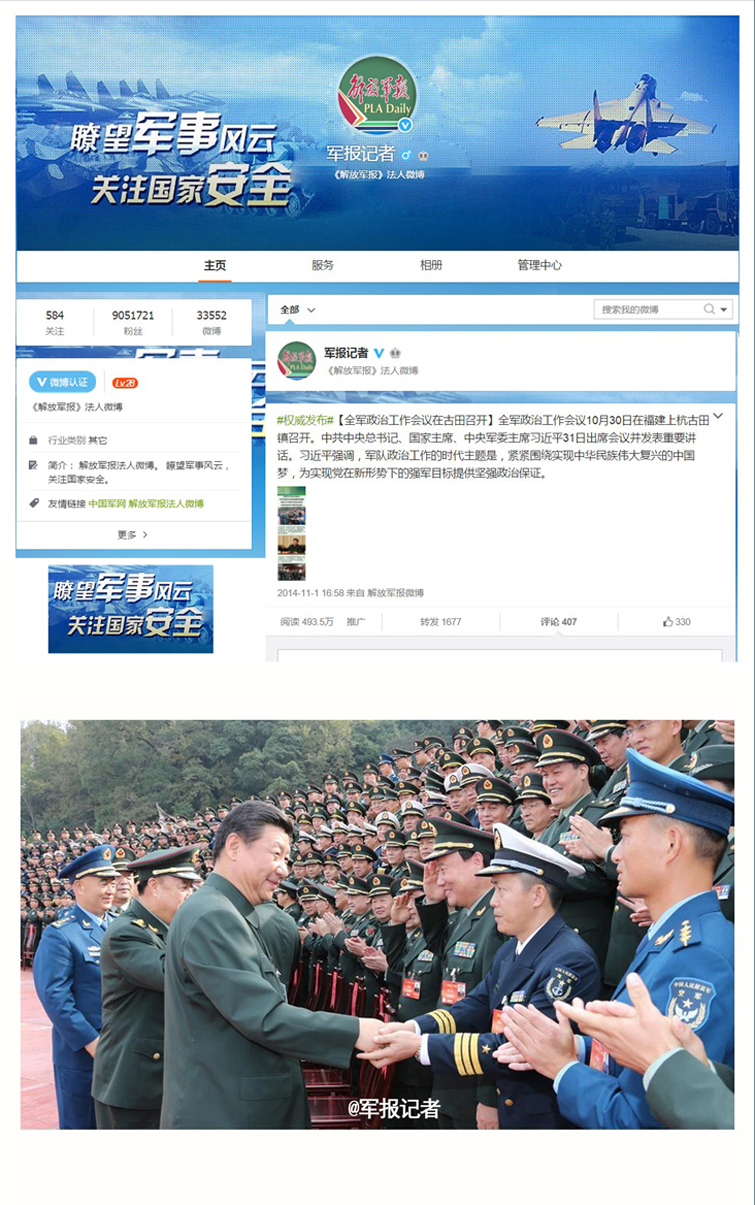 解放军报
PLA Daily
瞭望军事风云
关注国家安全
军报记者
《解放军报》法人微博
主页
服务
相册
管理中心
584
关注
9051721
粉丝
33552
微博
全部
搜索我的微博
军报记者
《解放军报》法人微博
微博认证
Lv.28
《解放军报》法人微博
行业类别 其它
简介： 解放军报法人微博。 瞭望军事风云，
关注国家安全。
友情链接 中国军网 解放军报法人微博
更多
瞭望军事风云
关注国家安全
#权威发布#【全军政治工作会议在古田召开】全军政治工作会议10月30日在福建上杭古田
镇召开。中共中央总书记、国家主席、中央军委主席习近平31日出席会议并发表重要讲
话。习近平强调，军队政治工作的时代主题是，紧紧围绕实现中华民族伟大复兴的中国
梦，为实现党在新形势下的强军目标提供坚强政治保证。
2014-11-1 16:58 来自 解放军报微博
阅读 493.5万
推广
转发 1677
评论 407
330
中国人民解放军
空军
@军报记者